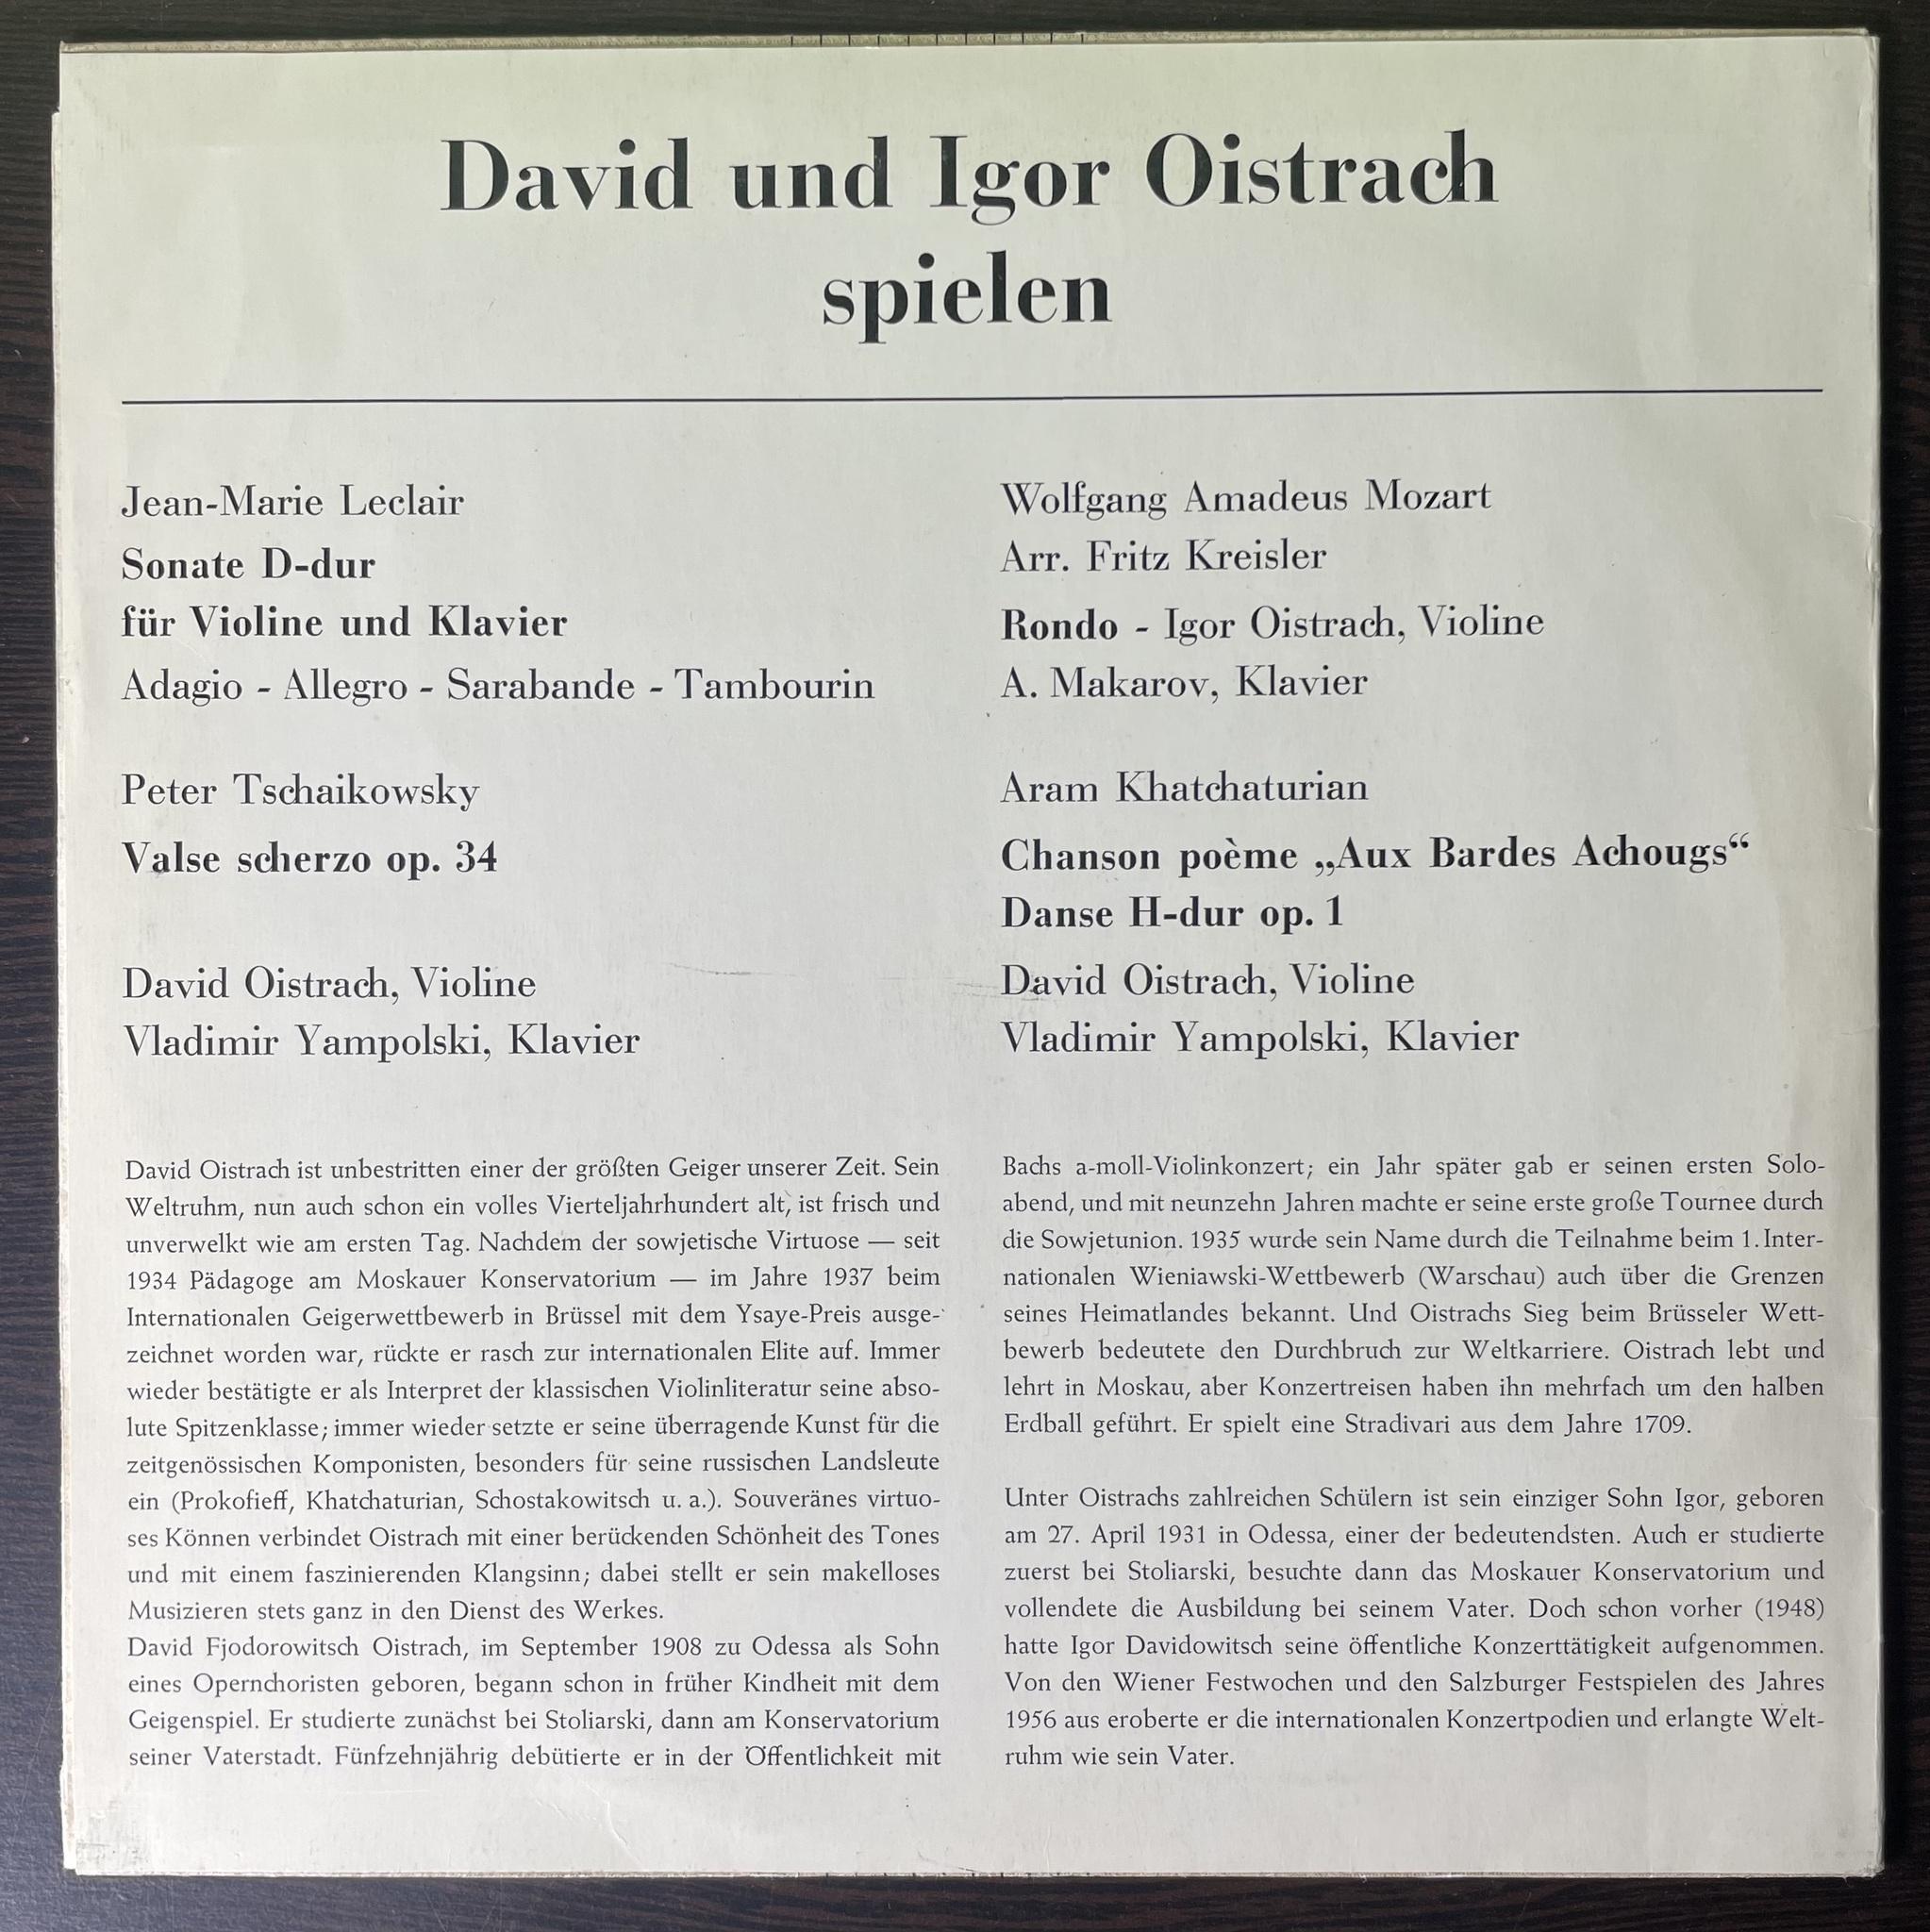 David und Igor Oistrach
spielen
Jean-Marie Leclair
Sonate D-dur
für Violine und Klavier
Adagio - Allegro - Sarabande - Tambourin
Peter Tschaikowsky
Valse scherzo op. 34
David Oistrach, Violine
Vladimir Yampolski, Klavier
Wolfgang Amadeus Mozart
Arr. Fritz Kreisler
Rondo - Igor Oistrach, Violine
A. Makarov, Klavier
Aram Khatchaturian
Chanson poème „Aux Bardes Achougs“
Danse H-dur op. 1
David Oistrach, Violine
Vladimir Yampolski, Klavier
David Oistrach ist unbestritten einer der größten Geiger unserer Zeit. Sein
Weltruhm, nun auch schon ein volles Vierteljahrhundert alt, ist frisch und
unverwelkt wie am ersten Tag. Nachdem der sowjetische Virtuose — seit
1934 Pädagoge am Moskauer Konservatorium — im Jahre 1937 beim
Internationalen Geigerwettbewerb in Brüssel mit dem Ysaye-Preis ausge-
zeichnet worden war, rückte er rasch zur internationalen Elite auf. Immer
wieder bestätigte er als Interpret der klassischen Violinliteratur seine abso-
lute Spitzenklasse; immer wieder setzte er seine überragende Kunst für die
zeitgenössischen Komponisten, besonders für seine russischen Landsleute
ein (Prokofieff, Khatchaturian, Schostakowitsch u. a.). Souveränes virtuo-
ses Können verbindet Oistrach mit einer berückenden Schönheit des Tones
und mit einem faszinierenden Klangsinn; dabei stellt er sein makelloses
Musizieren stets ganz in den Dienst des Werkes.
David Fjodorowitsch Oistrach, im September 1908 zu Odessa als Sohn
eines Opernchoristen geboren, begann schon in früher Kindheit mit dem
Geigenspiel. Er studierte zunächst bei Stoliarski, dann am Konservatorium
seiner Vaterstadt. Fünfzehnjährig debütierte er in der Öffentlichkeit mit
Bachs a-moll-Violinkonzert; ein Jahr später gab er seinen ersten Solo-
abend, und mit neunzehn Jahren machte er seine erste große Tournee durch
die Sowjetunion. 1935 wurde sein Name durch die Teilnahme beim 1. Inter-
nationalen Wieniawski-Wettbewerb (Warschau) auch über die Grenzen
seines Heimatlandes bekannt. Und Oistrachs Sieg beim Brüsseler Wett-
bewerb bedeutete den Durchbruch zur Weltkarriere. Oistrach lebt und
lehrt in Moskau, aber Konzertreisen haben ihn mehrfach um den halben
Erdball geführt. Er spielt eine Stradivari aus dem Jahre 1709.
Unter Oistrachs zahlreichen Schülern ist sein einziger Sohn Igor, geboren
am 27. April 1931 in Odessa, einer der bedeutendsten. Auch er studierte
zuerst bei Stoliarski, besuchte dann das Moskauer Konservatorium und
vollendete die Ausbildung bei seinem Vater. Doch schon vorher (1948)
hatte Igor Davidowitsch seine öffentliche Konzerttätigkeit aufgenommen.
Von den Wiener Festwochen und den Salzburger Festspielen des Jahres
1956 aus eroberte er die internationalen Konzertpodien und erlangte Welt-
ruhm wie sein Vater.